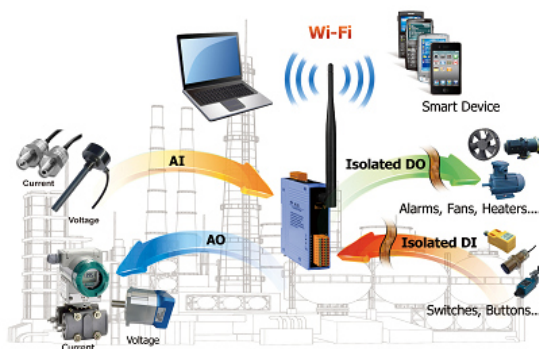 Wi-Fi
Smart Device
AI
Current
Voltage
Isolated DO
Alarms, Fans, Heaters...
AO
Isolated DI
Switches, Buttons...
Current
Voltage